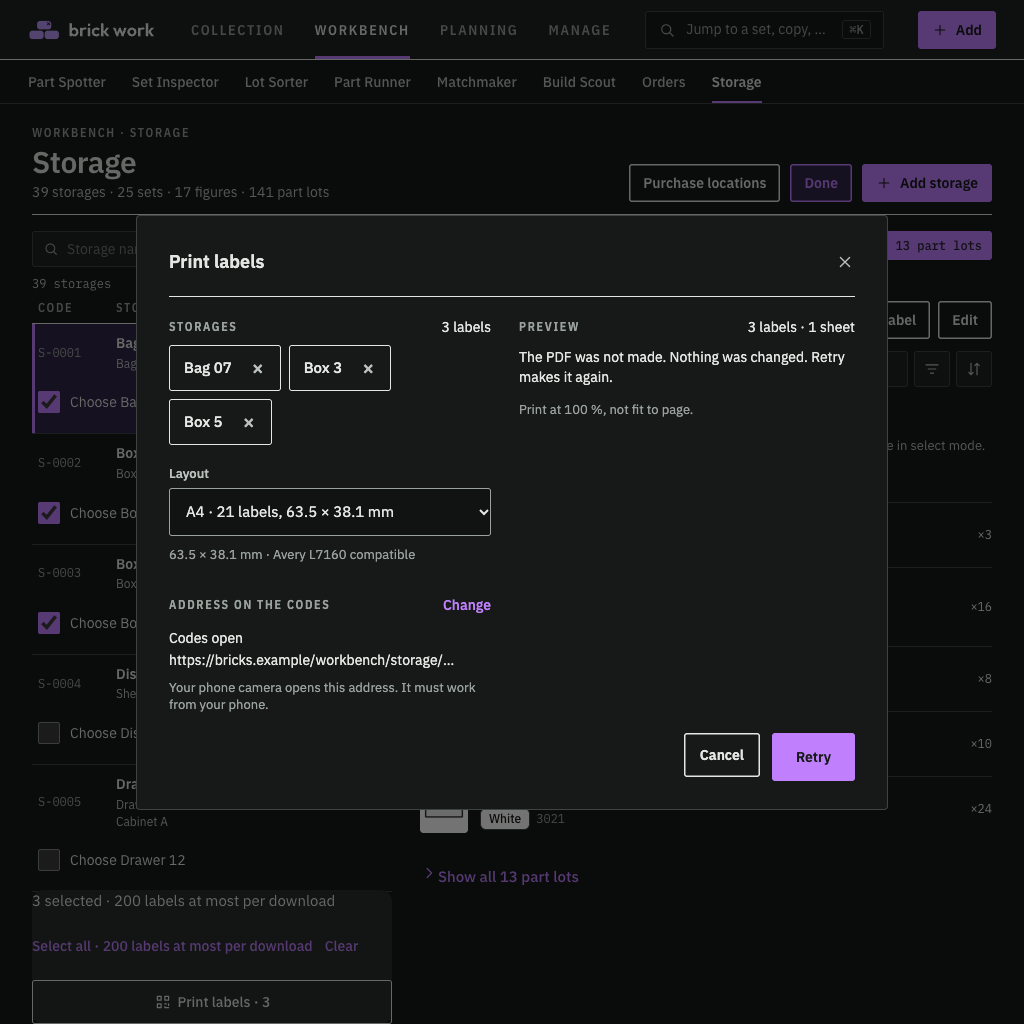 brick work
COLLECTION
WORKBENCH
PLANNING
MANAGE
Jump to a set, copy, ...
⌘K
+ Add
Part Spotter
Set Inspector
Lot Sorter
Part Runner
Matchmaker
Build Scout
Orders
Storage
WORKBENCH · STORAGE
Storage
39 storages · 25 sets · 17 figures · 141 part lots
Purchase locations
Done
+ Add storage
Storage
13 part lots
39 storages
CODE
Edit
S-0001
Bag
Choose
S-0002
Box
Choose
e in select mode.
S-0003
Choose
×3
×16
S-0004
Choose
×8
×10
S-0005
Cabinet A
×24
Choose Drawer 12
White 3021
Show all 13 part lots
3 selected · 200 labels at most per download
Select all · 200 labels at most per download
Clear
Print labels · 3
Print labels
×
STORAGES
3 labels
Bag 07 ×
Box 3 ×
Box 5 ×
Layout
A4 · 21 labels, 63.5 × 38.1 mm
63.5 × 38.1 mm · Avery L7160 compatible
ADDRESS ON THE CODES
Change
Codes open
https://bricks.example/workbench/storage/...
Your phone camera opens this address. It must work
from your phone.
PREVIEW
3 labels · 1 sheet
The PDF was not made. Nothing was changed. Retry
makes it again.
Print at 100 %, not fit to page.
Cancel
Retry